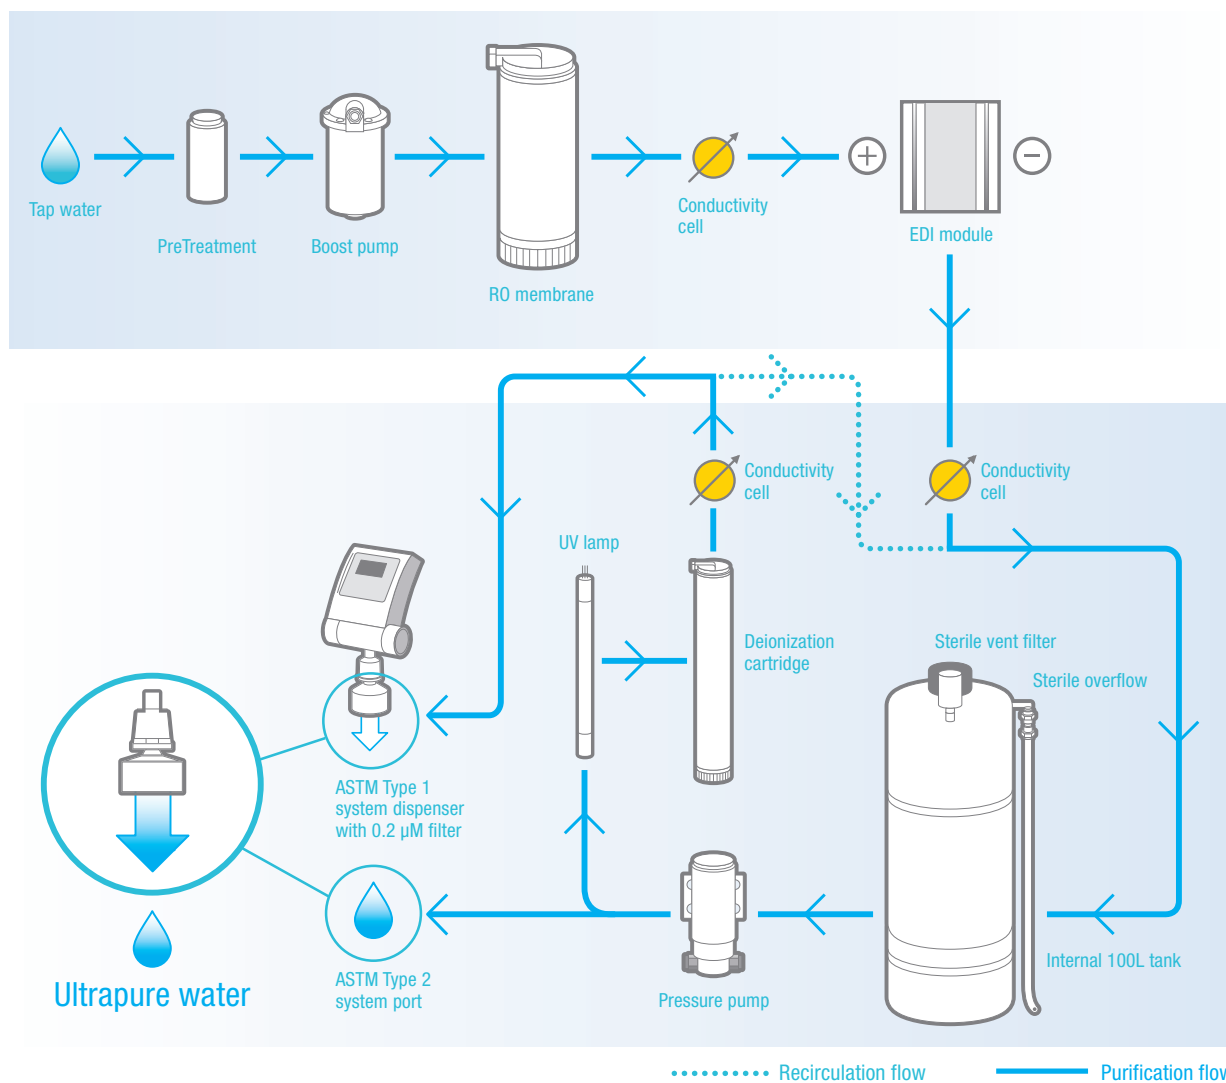 Tap water
PreTreatment
Boost pump
RO membrane
Conductivity
cell
EDI module
Conductivity
cell
Conductivity
cell
UV lamp
Deionization
cartridge
Sterile vent filter
Sterile overflow
ASTM Type 1
system dispenser
with 0.2 µM filter
Ultrapure water
ASTM Type 2
system port
Pressure pump
Internal 100L tank
Recirculation flow
Purification flow